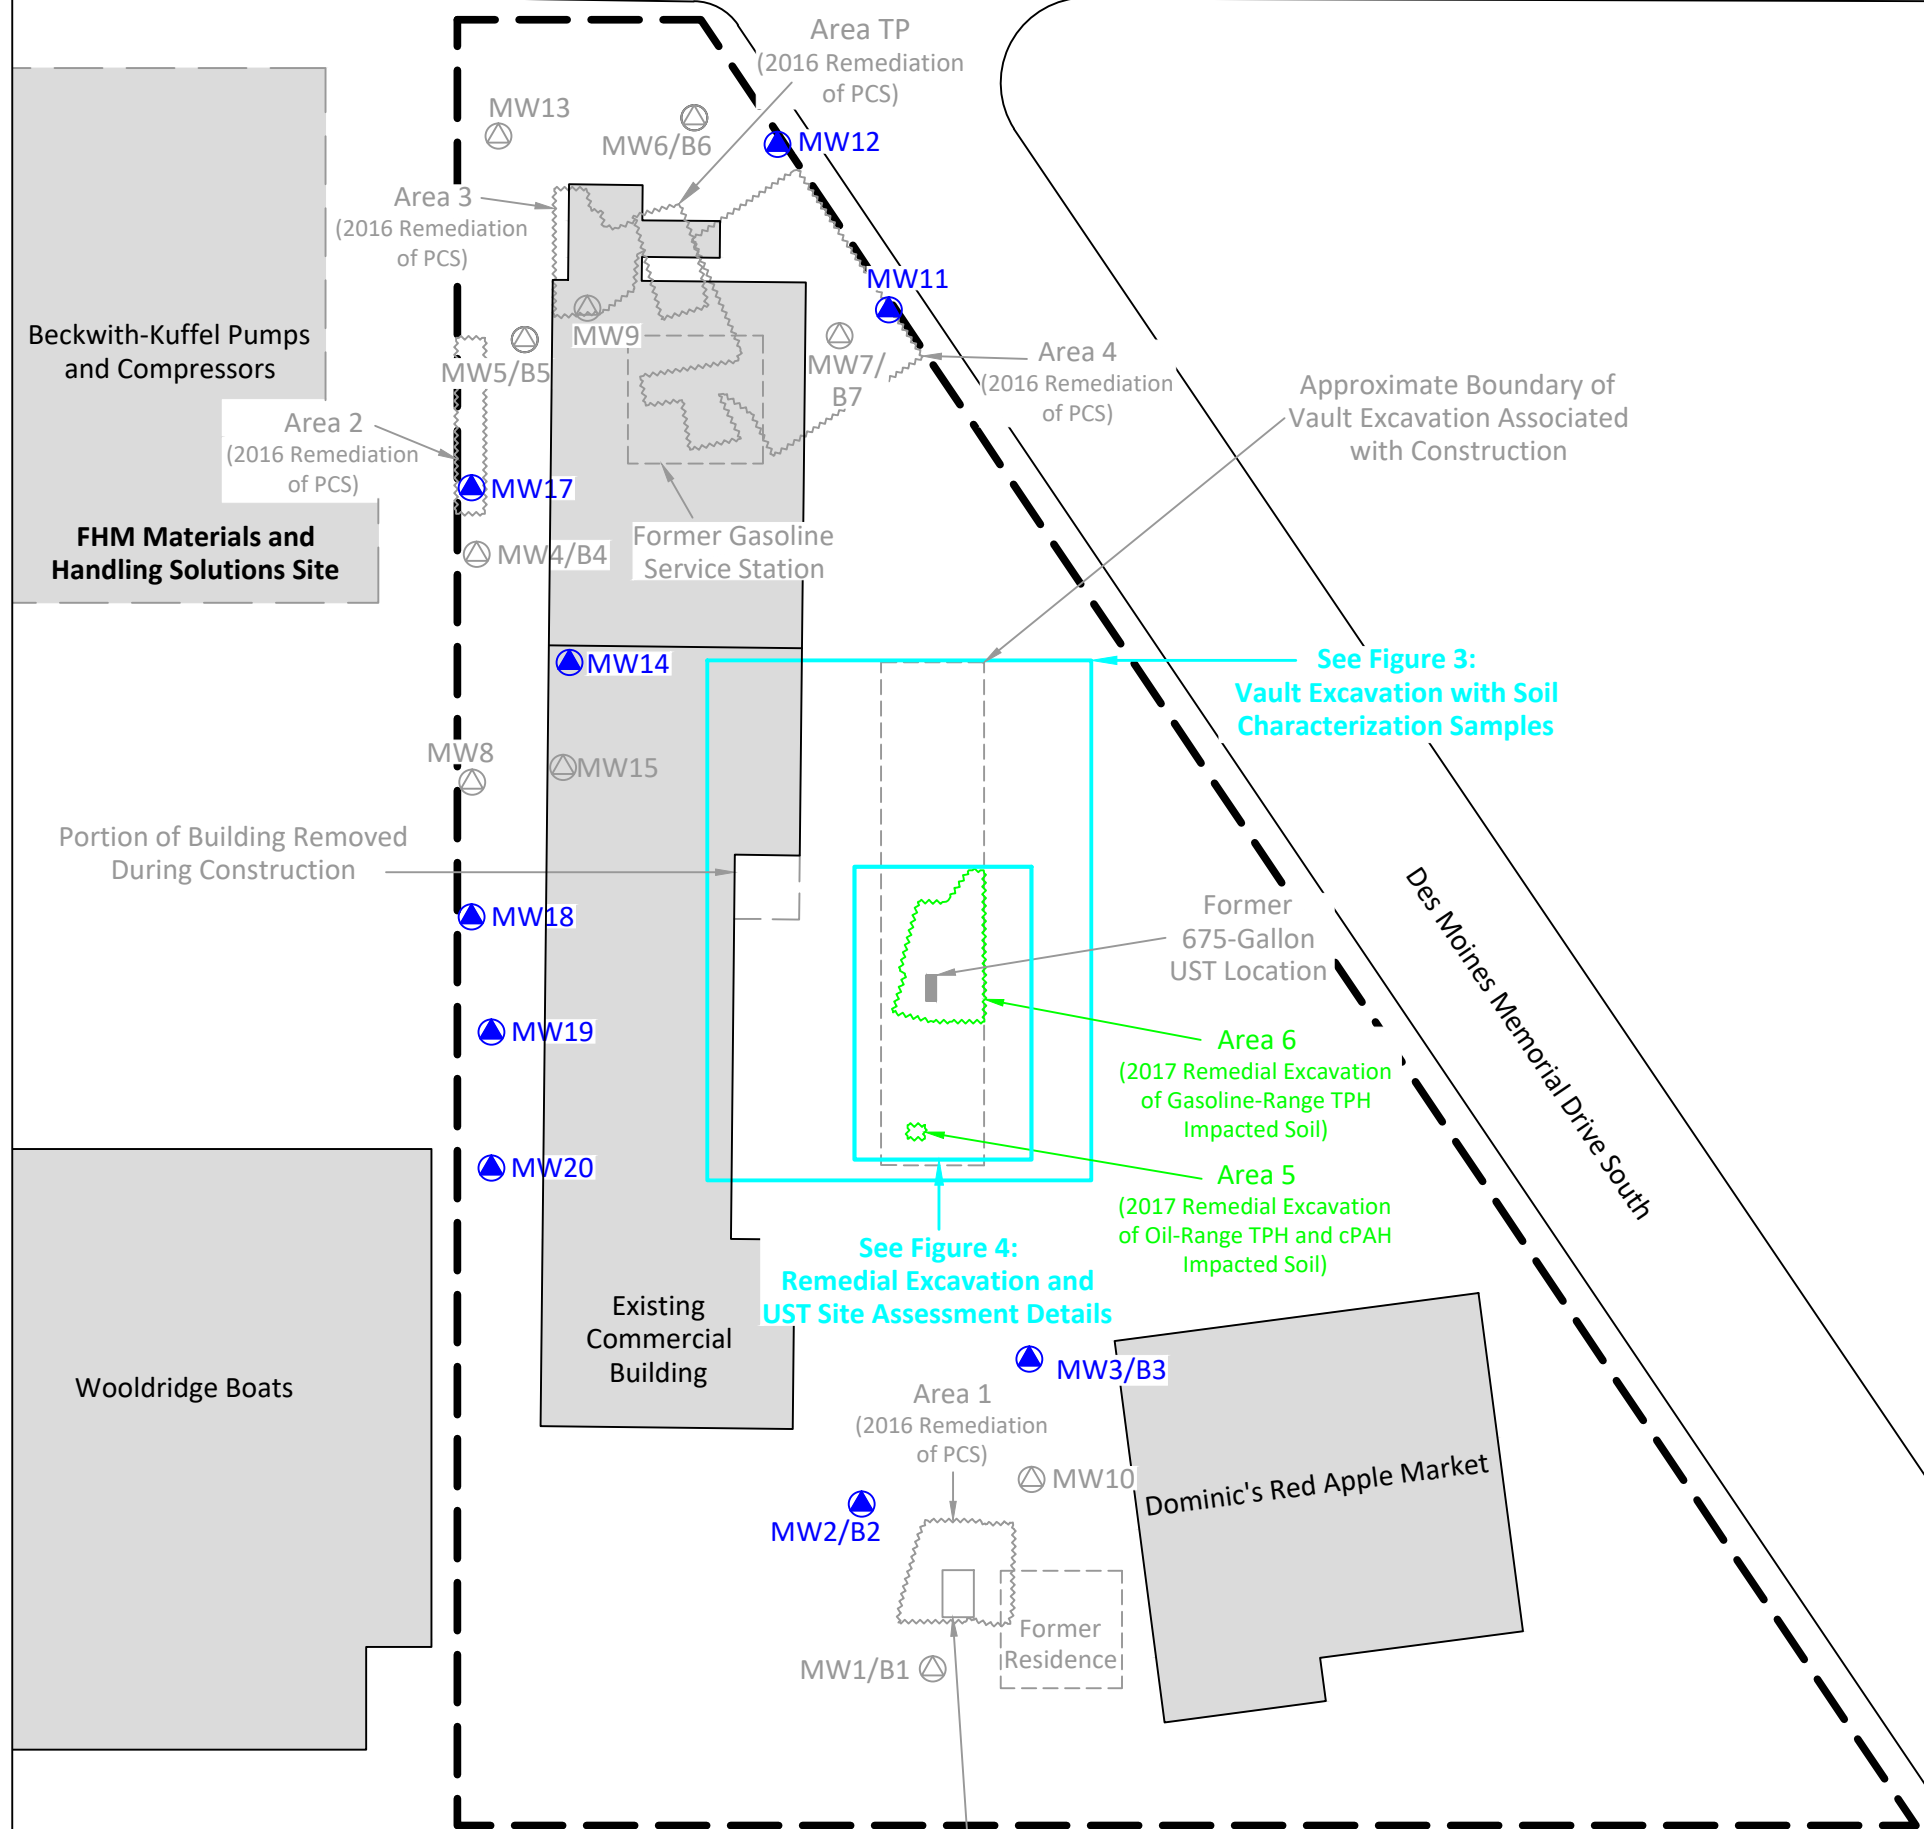 Area TP
(2016 Remediation
of PCS)
MW13
MW6/B6
MW12
Area 3
(2016 Remediation
of PCS)
MW11
Beckwith-Kuffel Pumps
and Compressors
MW9
MW5/B5
MW7/
B7
Area 4
(2016 Remediation
of PCS)
Approximate Boundary of
Vault Excavation Associated
with Construction
Area 2
(2016 Remediation
of PCS)
MW17
FHM Materials and
Handling Solutions Site
MW4/B4
Former Gasoline
Service Station
MW14
See Figure 3:
Vault Excavation with Soil
Characterization Samples
MW8
MW15
Portion of Building Removed
During Construction
MW18
Former
675-Gallon
UST Location
Des Moines Memorial Drive South
MW19
Area 6
(2017 Remedial Excavation
of Gasoline-Range TPH
Impacted Soil)
MW20
Area 5
(2017 Remedial Excavation
of Oil-Range TPH and cPAH
Impacted Soil)
See Figure 4:
Remedial Excavation and
UST Site Assessment Details
Existing
Commercial
Building
Wooldridge Boats
MW3/B3
Area 1
(2016 Remediation
of PCS)
MW10
Dominic's Red Apple Market
MW2/B2
Former
Residence
MW1/B1